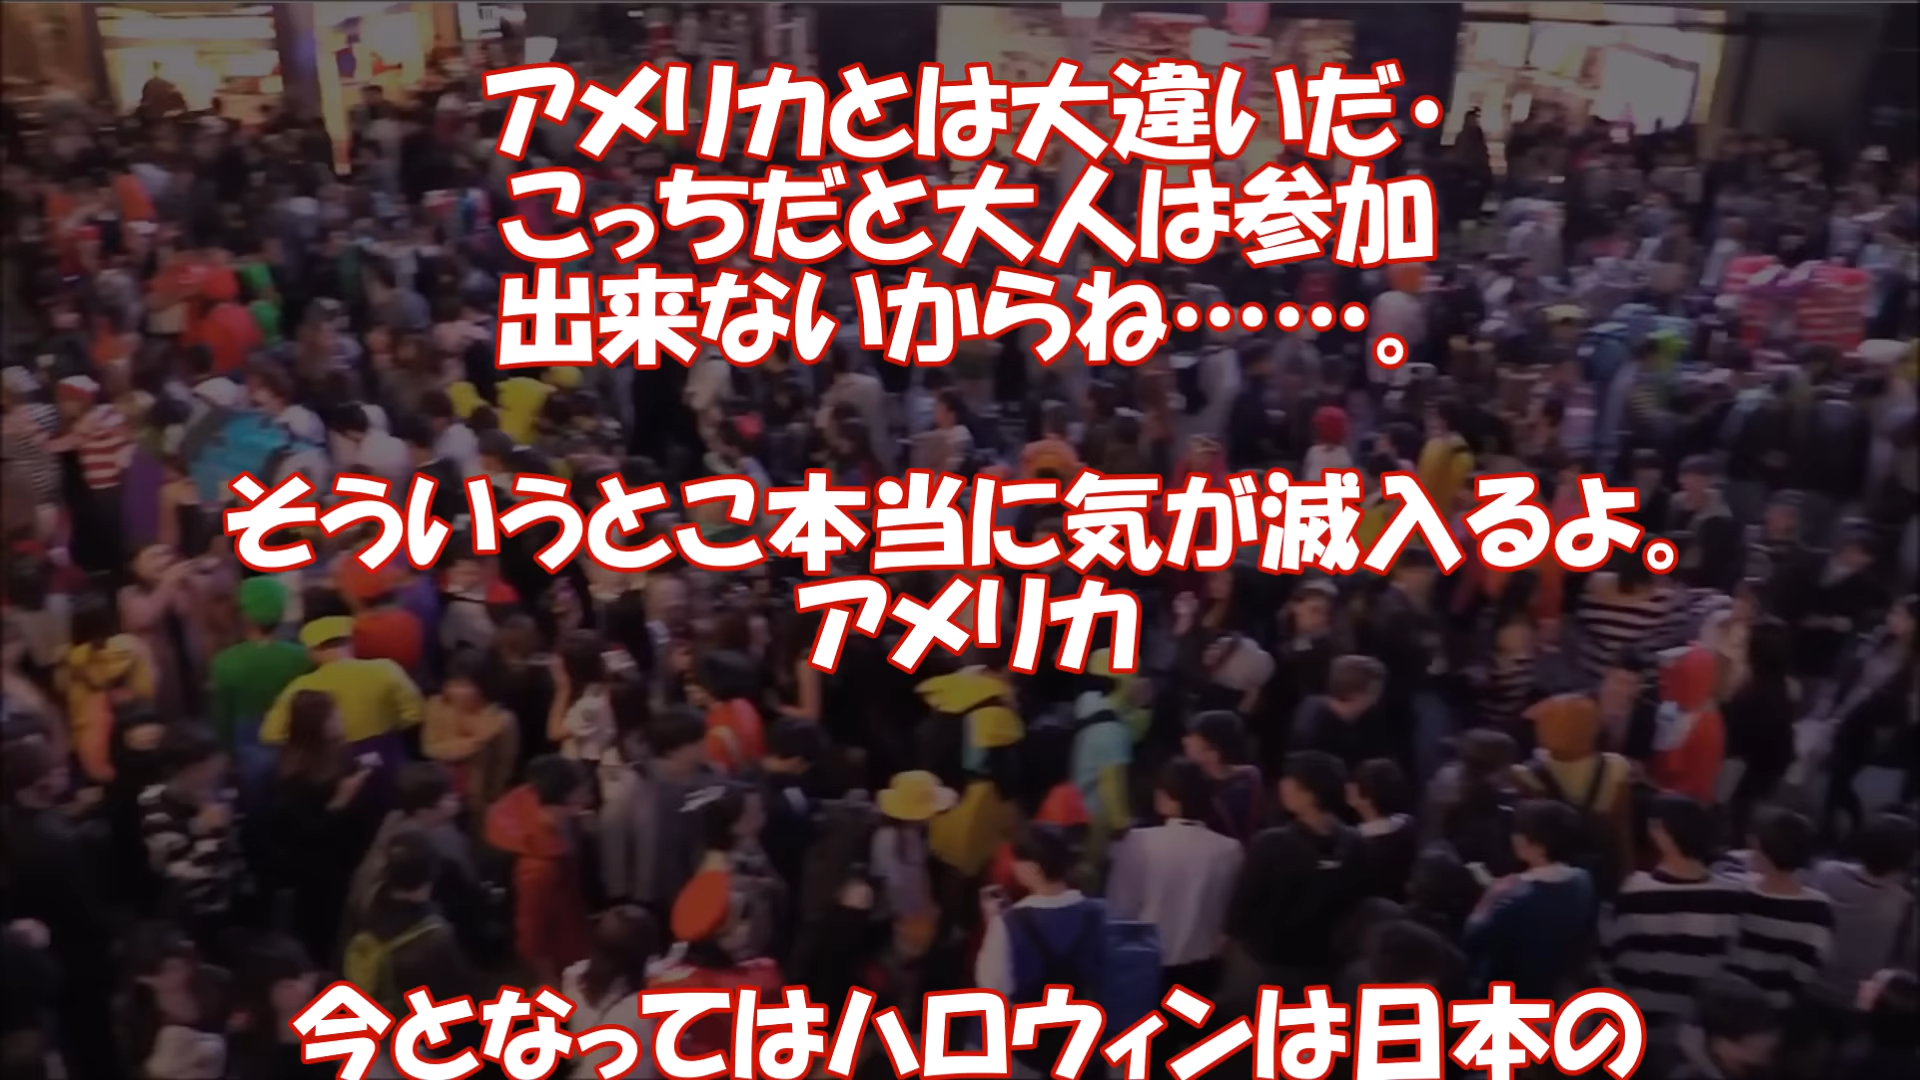 アメリカとは大違いだ・
こっちだと大人は参加
出来ないからね……。
そういうとこ本当に気が滅入るよ。
アメリカ
今となってはハロウィンは日本の